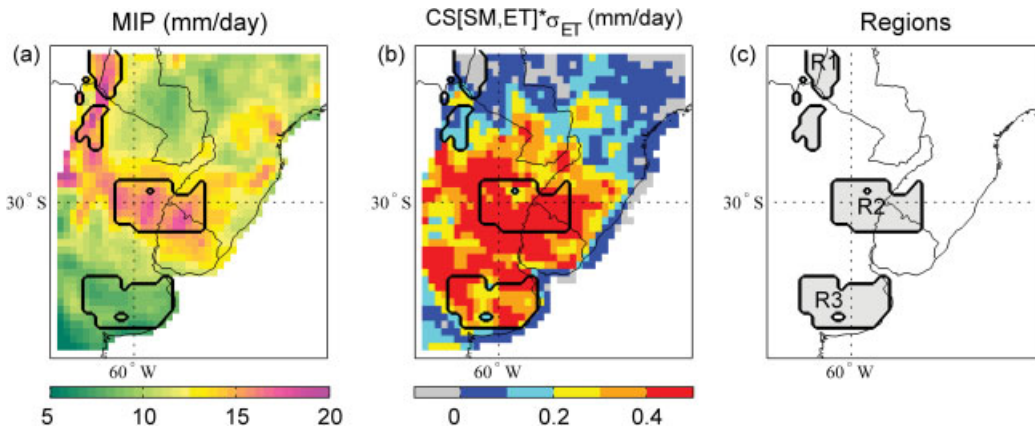 MIP (mm/day)
CS[SM,ET]*σET (mm/day)
Regions
(a)
(b)
(c)
R1
R2
R3
30° S
30° S
60° W
60° W
60° W
5 10 15 20
0 0.2 0.4